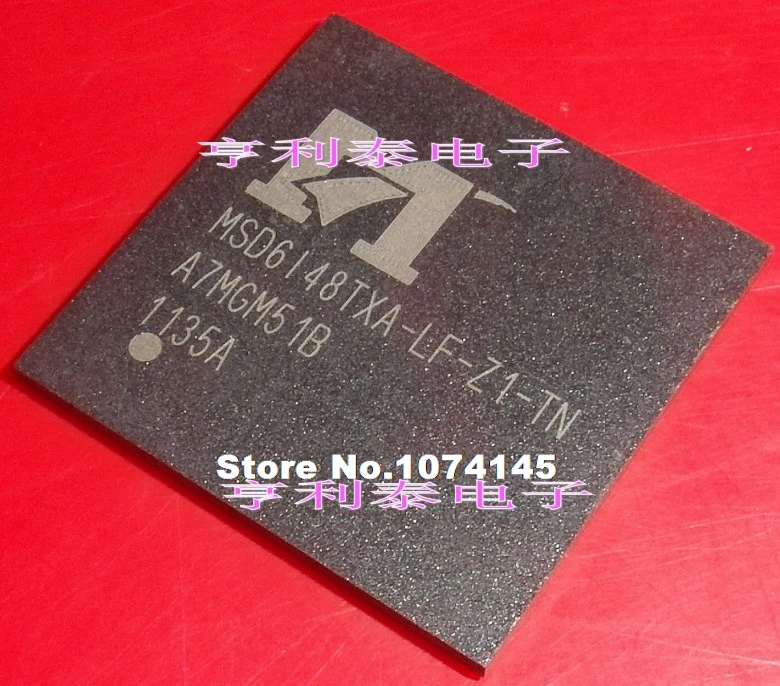 亨利泰电子
MSD6I48TXA-LF-Z1-TN
A7MGM51B
1135A
Store No.1074145
亨利泰电子